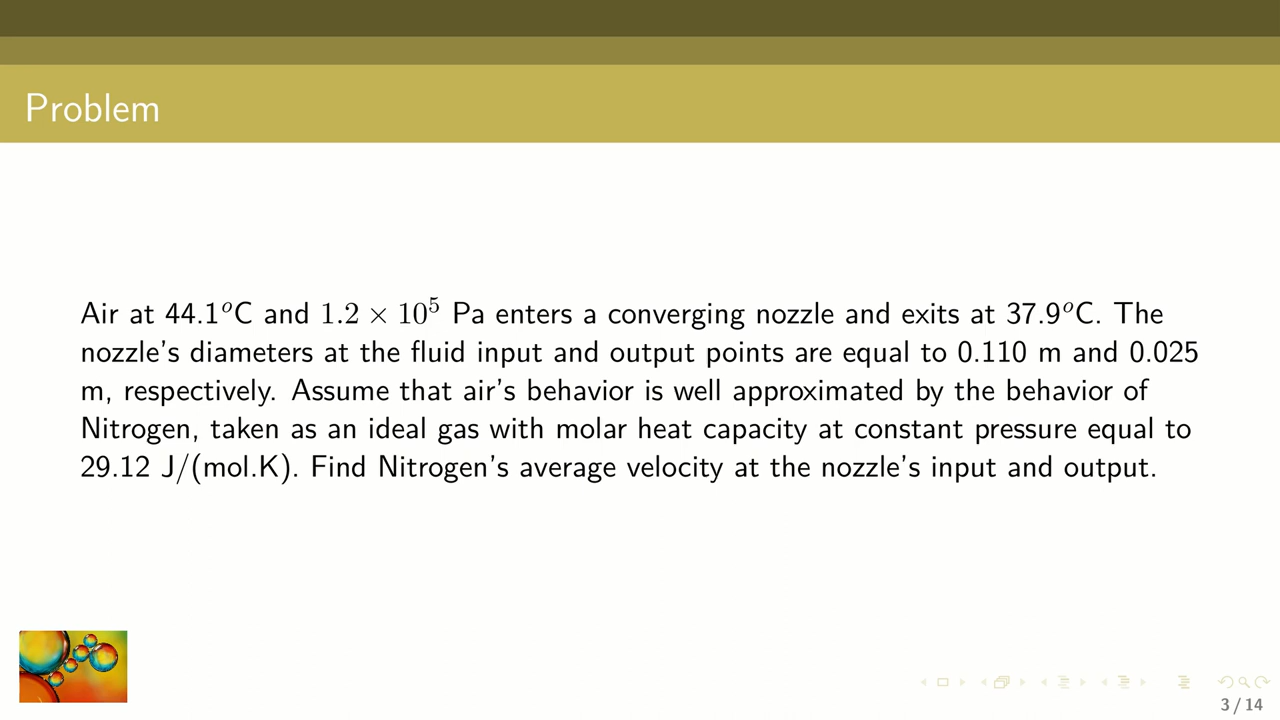 Problem
Air at 44.1°C and 1.2 × 10⁵ Pa enters a converging nozzle and exits at 37.9°C. The
nozzle's diameters at the fluid input and output points are equal to 0.110 m and 0.025
m, respectively. Assume that air's behavior is well approximated by the behavior of
Nitrogen, taken as an ideal gas with molar heat capacity at constant pressure equal to
29.12 J/(mol.K). Find Nitrogen's average velocity at the nozzle's input and output.
3 / 14